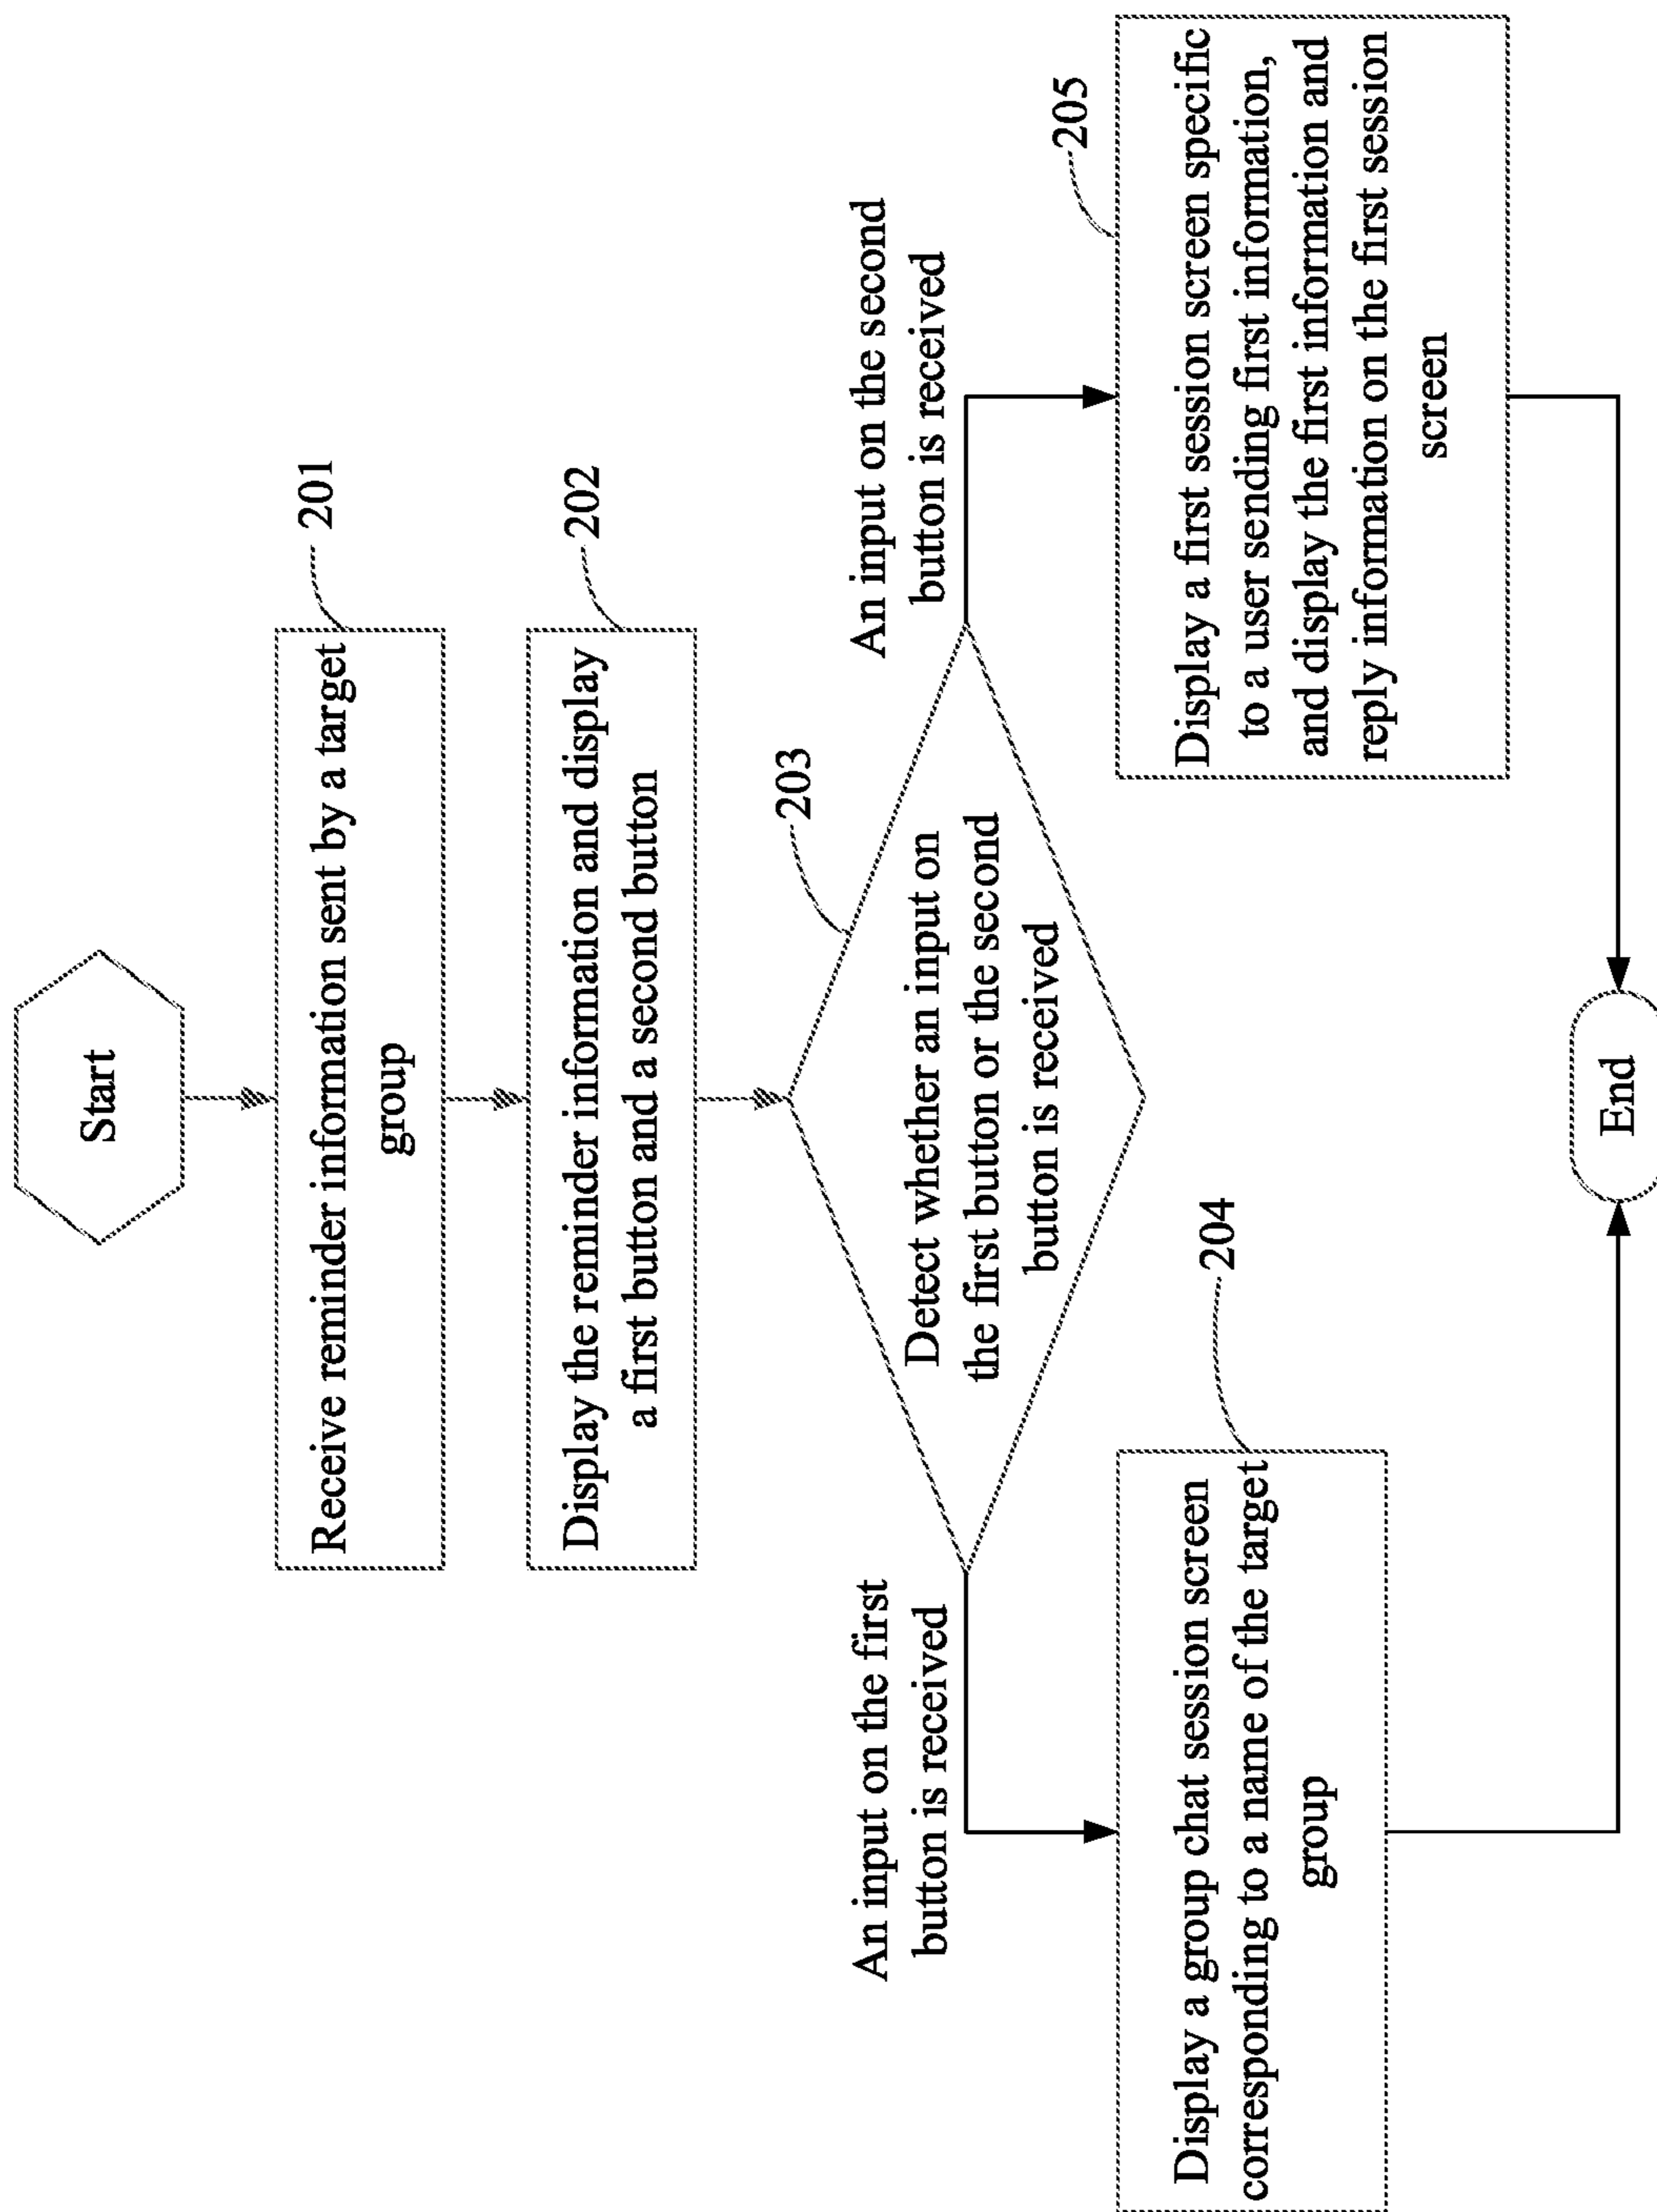 Start
201
Receive reminder information sent by a target
group
202
Display the reminder information and display
a first button and a second button
203
Detect whether an input on
the first button or the second
button is received
An input on the first
button is received
An input on the second
button is received
204
Display a group chat session screen
corresponding to a name of the target
group
205
Display a first session screen specific
to a user sending first information,
and display the first information and
reply information on the first session
screen
End